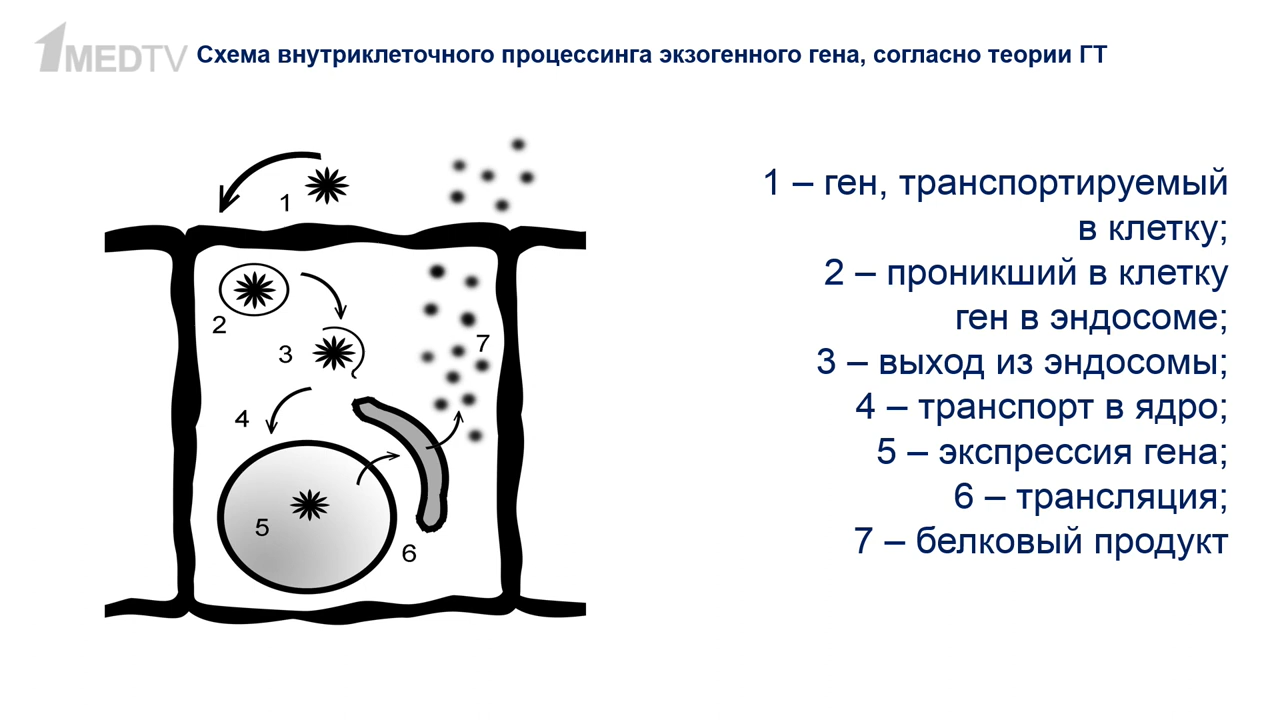 1MEDTV
Схема внутриклеточного процессинга экзогенного гена, согласно теории ГТ
1
2
3
4
5
6
7
1 – ген, транспортируемый
в клетку;
2 – проникший в клетку
ген в эндосоме;
3 – выход из эндосомы;
4 – транспорт в ядро;
5 – экспрессия гена;
6 – трансляция;
7 – белковый продукт